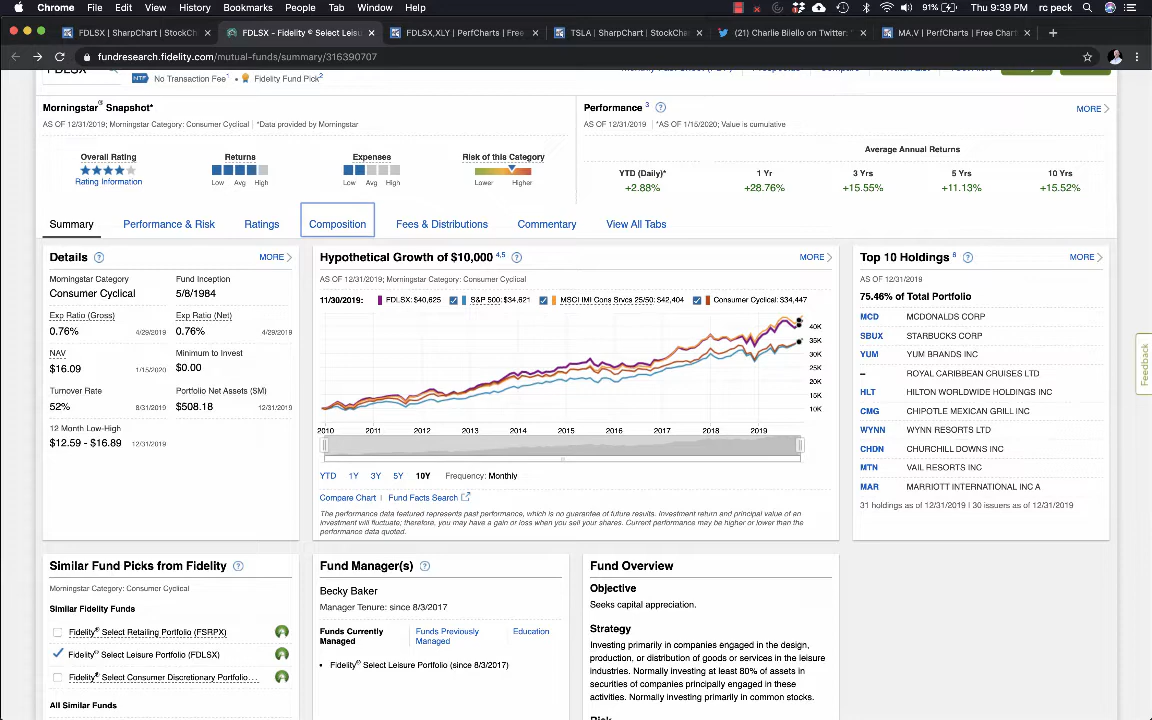 Chrome File Edit View History Bookmarks People Tab Window Help 91% Thu 9:39 PM rc peck
FDLSX | SharpChart | StockCh × FDLSX - Fidelity ® Select Leisu × FDLSX,XLY | PerfCharts | Free × TSLA | SharpChart | StockChar × (21) Charlie Bilello on Twitter: × MA.V | PerfCharts | Free Chart ×
fundresearch.fidelity.com/mutual-funds/summary/316390707
FDLSX
NTF No Transaction Fee1 • Fidelity Fund Pick2
Morningstar® Snapshot*
AS OF 12/31/2019; Morningstar Category: Consumer Cyclical | *Data provided by Morningstar
Overall Rating Returns Expenses Risk of this Category
Rating Information Low Avg High Low Avg High Lower Higher
Performance 3 ? MORE
AS OF 12/31/2019 | *AS OF 1/15/2020; Value is cumulative
Average Annual Returns
YTD (Daily)* 1 Yr 3 Yrs 5 Yrs 10 Yrs
+2.88% +28.76% +15.55% +11.13% +15.52%
Summary Performance & Risk Ratings Composition Fees & Distributions Commentary View All Tabs
Details ? MORE
Morningstar Category Fund Inception
Consumer Cyclical 5/8/1984
Exp Ratio (Gross) Exp Ratio (Net)
0.76% 4/29/2019 0.76% 4/29/2019
NAV Minimum to Invest
$16.09 1/15/2020 $0.00
Turnover Rate Portfolio Net Assets ($M)
52% 8/31/2019 $508.18 12/31/2019
12 Month Low-High
$12.59 - $16.89 12/31/2019
Hypothetical Growth of $10,000 4,5 ? MORE
AS OF 12/31/2019; Morningstar Category: Consumer Cyclical
11/30/2019: FDLSX: $40,625 S&P 500: $34,621 MSCI IMI Cons Srvcs 25/50: $42,404 Consumer Cyclical: $34,447
40K
35K
30K
25K
20K
15K
10K
2010 2011 2012 2013 2014 2015 2016 2017 2018 2019
YTD 1Y 3Y 5Y 10Y Frequency: Monthly
Compare Chart | Fund Facts Search
The performance data featured represents past performance, which is no guarantee of future results. Investment return and principal value of an
investment will fluctuate; therefore, you may have a gain or loss when you sell your shares. Current performance may be higher or lower than the
performance data quoted.
Top 10 Holdings 6 ? MORE
AS OF 12/31/2019
75.46% of Total Portfolio
MCD MCDONALDS CORP
SBUX STARBUCKS CORP
YUM YUM BRANDS INC
– ROYAL CARIBBEAN CRUISES LTD
HLT HILTON WORLDWIDE HOLDINGS INC
CMG CHIPOTLE MEXICAN GRILL INC
WYNN WYNN RESORTS LTD
CHDN CHURCHILL DOWNS INC
MTN VAIL RESORTS INC
MAR MARRIOTT INTERNATIONAL INC A
31 holdings as of 12/31/2019 | 30 issuers as of 12/31/2019
Feedback
Similar Fund Picks from Fidelity ?
Morningstar Category: Consumer Cyclical
Similar Fidelity Funds
Fidelity® Select Retailing Portfolio (FSRPX)
Fidelity® Select Leisure Portfolio (FDLSX)
Fidelity® Select Consumer Discretionary Portfolio...
All Similar Funds
Fund Manager(s) ?
Becky Baker
Manager Tenure: since 8/3/2017
Funds Currently Managed Funds Previously Managed Education
• Fidelity® Select Leisure Portfolio (since 8/3/2017)
Fund Overview
Objective
Seeks capital appreciation.
Strategy
Investing primarily in companies engaged in the design,
production, or distribution of goods or services in the leisure
industries. Normally investing at least 80% of assets in
securities of companies principally engaged in these
activities. Normally investing primarily in common stocks.